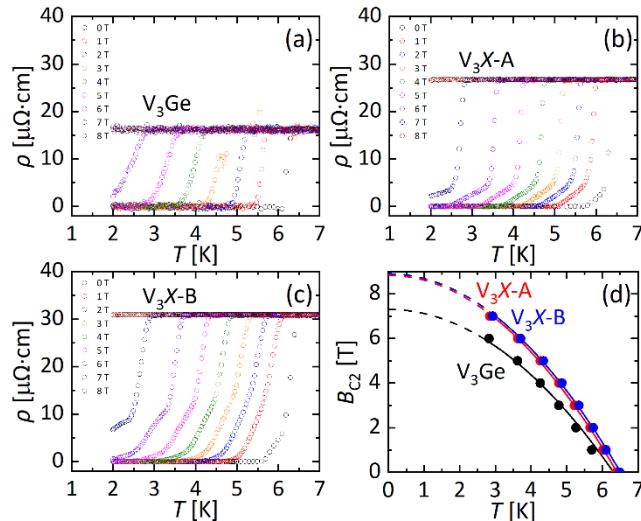 (a)
0T
1T
2T
3T
4T
5T
6T
7T
8T
V₃Ge
ρ [μΩ·cm]
40
30
20
10
0
1 2 3 4 5 6 7
T [K]
(b)
0T
1T
2T
3T
4T
5T
6T
7T
8T
V₃X-A
ρ [μΩ·cm]
40
30
20
10
0
1 2 3 4 5 6 7
T [K]
(c)
0T
1T
2T
3T
4T
5T
6T
7T
8T
V₃X-B
ρ [μΩ·cm]
40
30
20
10
0
1 2 3 4 5 6 7
T [K]
(d)
V₃X-A
V₃X-B
V₃Ge
B_C2 [T]
8
6
4
2
0
0 1 2 3 4 5 6 7
T [K]